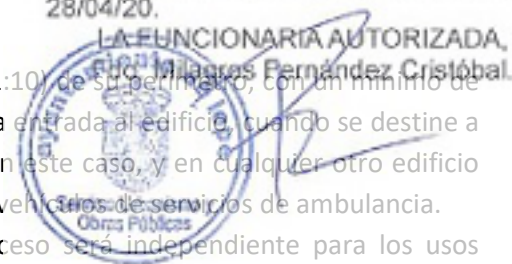 28/04/20.
LA FUNCIONARIA AUTORIZADA,
Milagros Fernández Cristóbal.
:10) de su perímetro, con un mínimo de
entrada al edificio, cuando se destine a
este caso, y en cualquier otro edificio
vehículos de servicios de ambulancia.
Obras Públicas
será independiente para los usos